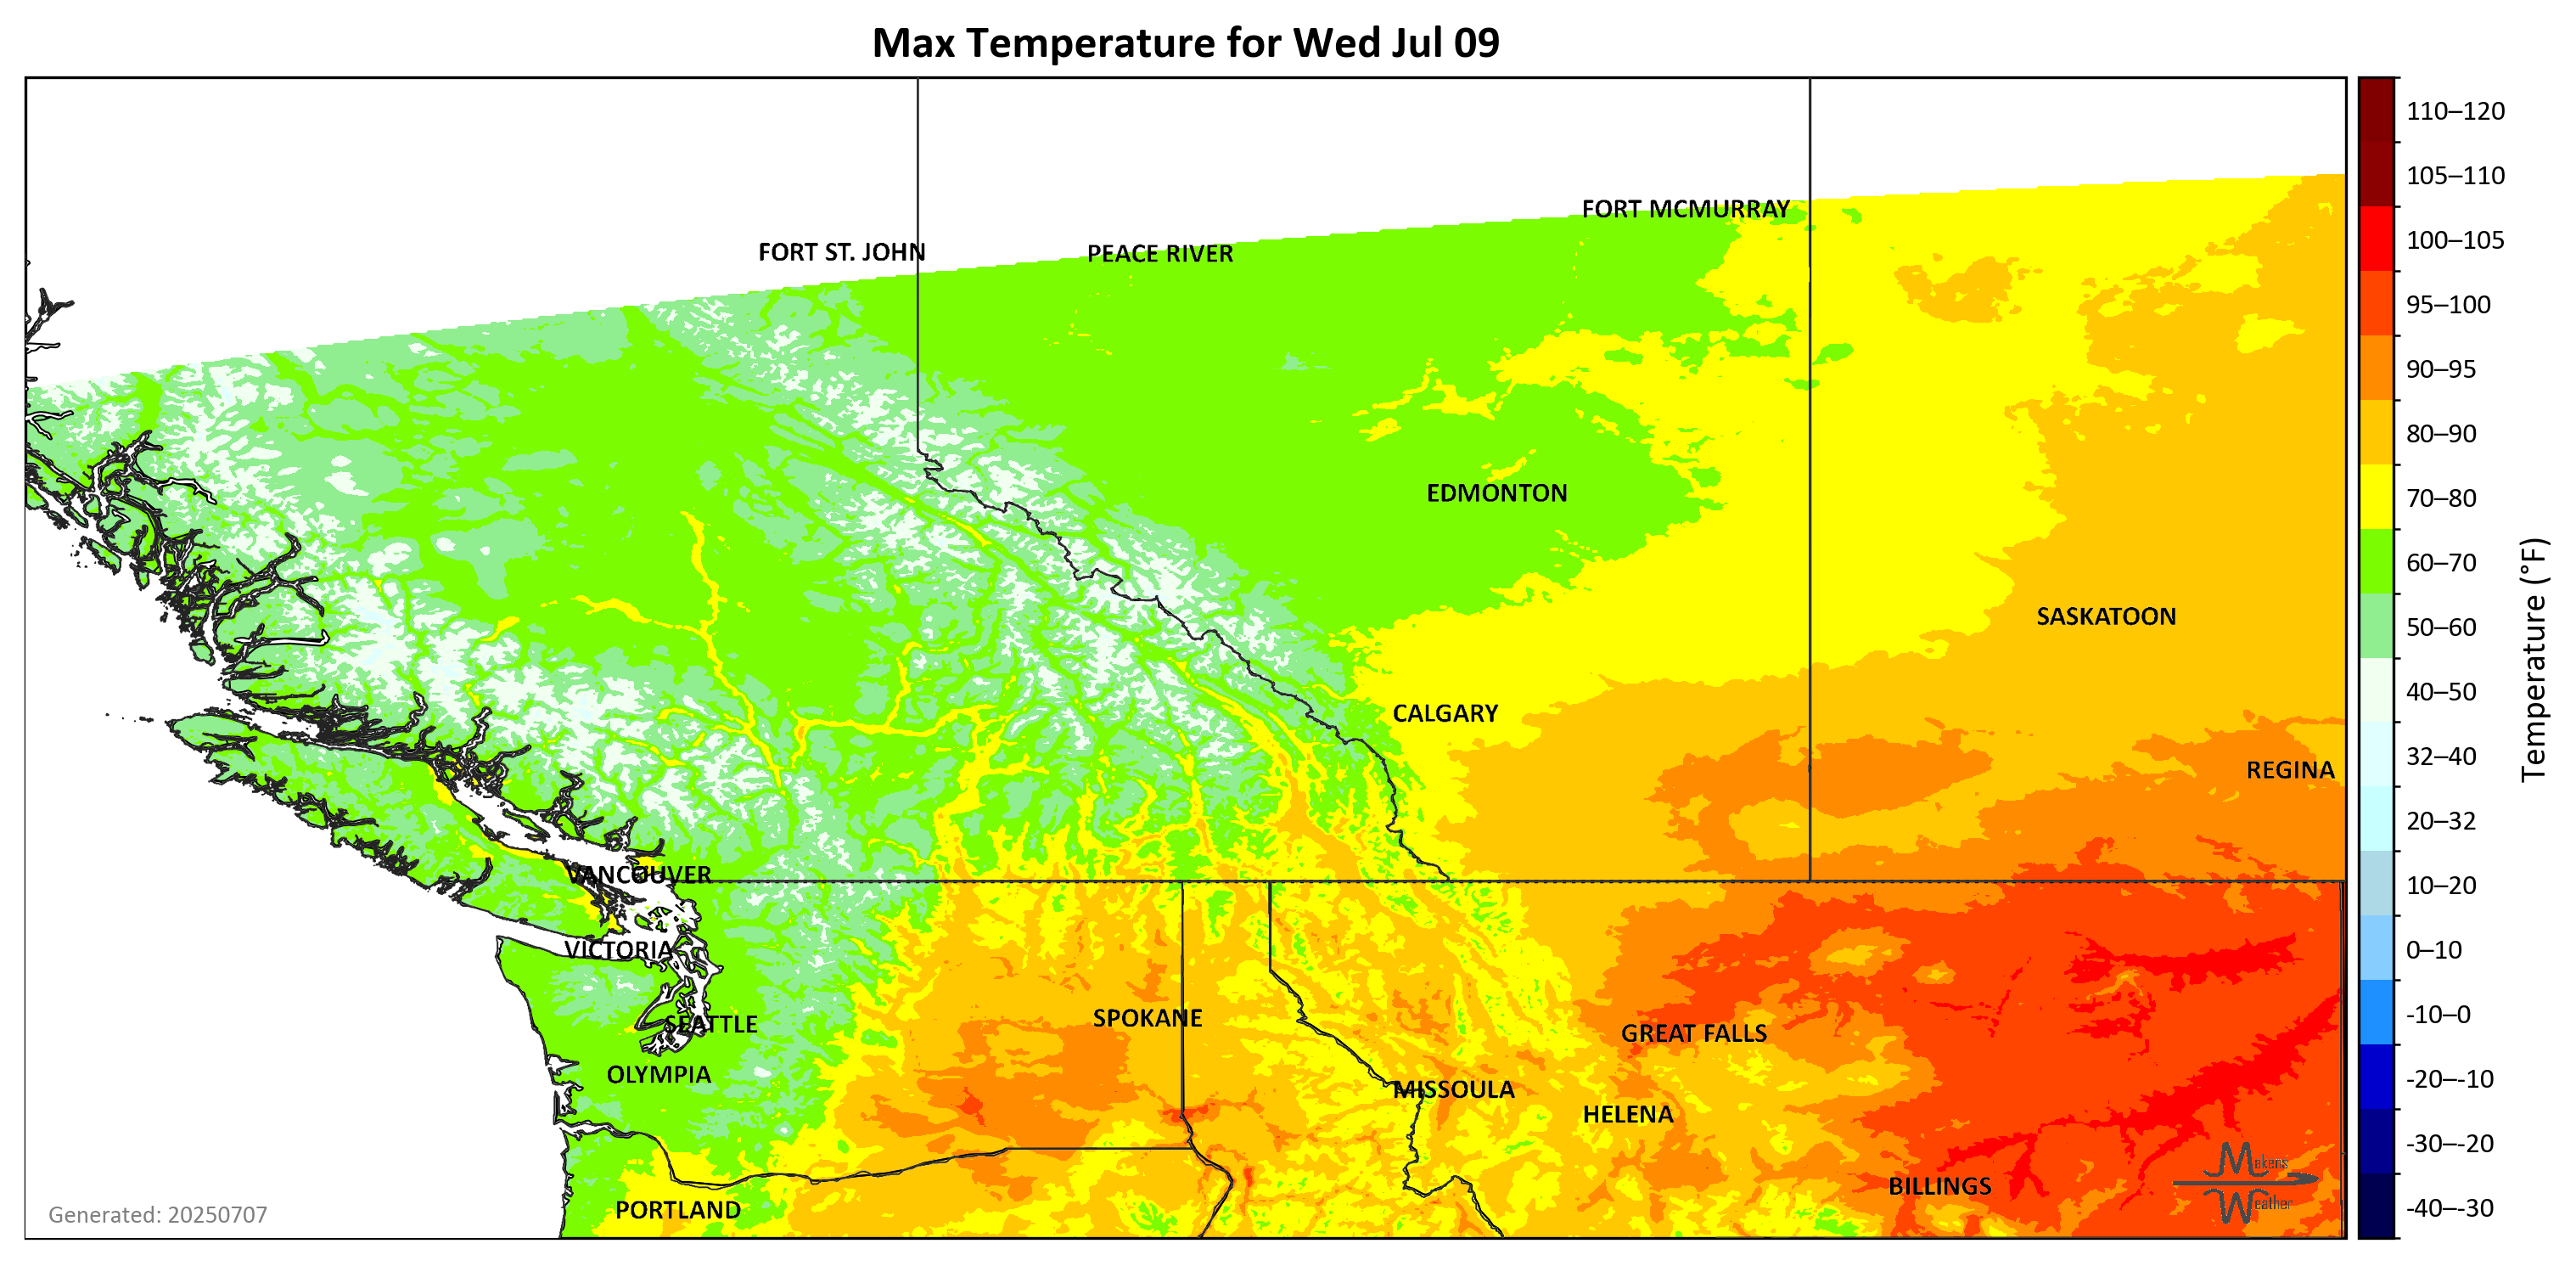 Max Temperature for Wed Jul 09
FORT MCMURRAY
FORT ST. JOHN
PEACE RIVER
EDMONTON
SASKATOON
CALGARY
REGINA
VANCOUVER
VICTORIA
SEATTLE
SPOKANE
GREAT FALLS
OLYMPIA
MISSOULA
HELENA
BILLINGS
PORTLAND
Makens
Weather
Generated: 20250707
110–120
105–110
100–105
95–100
90–95
80–90
70–80
60–70
50–60
40–50
32–40
20–32
10–20
0–10
-10–0
-20–-10
-30–-20
-40–-30
Temperature (°F)